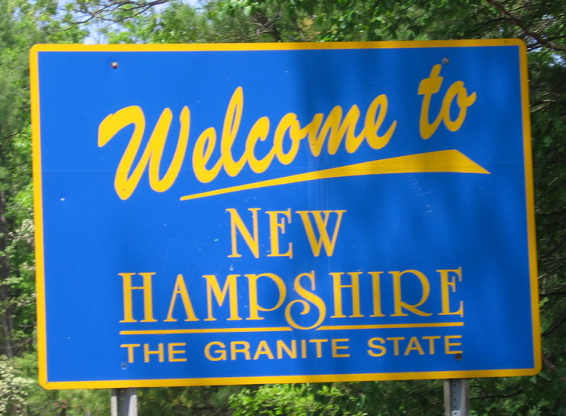 Welcome to
NEW
HAMPSHIRE
THE GRANITE STATE